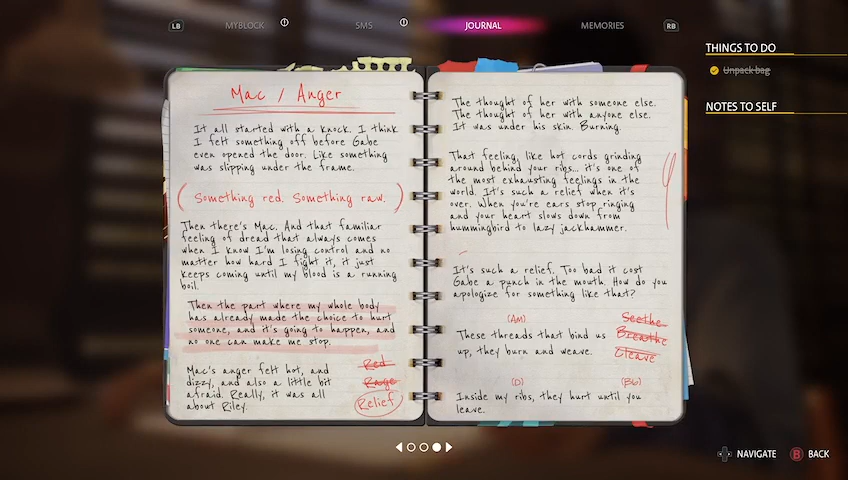 LB
MYBLOCK
SMS
JOURNAL
MEMORIES
RB
THINGS TO DO
Unpack bag
NOTES TO SELF
Mac / Anger
It all started with a knock. I think
I felt something off before Gabe
even opened the door. Like something
was slipping under the frame.
(Something red. Something raw.)
Then there's Mac. And that familiar
feeling of dread that always comes
when I know I'm losing control and no
matter how hard I fight it, it just
keeps coming until my blood is a running
boil.
Then the part where my whole body
has already made the choice to hurt
someone, and it's going to happen, and
no one can make me stop.
Mac's anger felt hot, and
dizzy, and also a little bit
afraid. Really, it was all
about Riley.
Red
Rage
Relief
The thought of her with someone else.
The thought of her with anyone else.
It was under his skin. Burning
That feeling, like hot cords grinding
around behind your ribs... it's one of
the most exhausting feelings in the
world. It's such a relief when it's
over. When you're ears stop ringing
and your heart slows down from
hummingbird to lazy jackhammer.
It's such a relief. Too bad it cost
Gabe a punch in the mouth. How do you
apologize for something like that?
(AM)
These threads that bind us
up, they burn and weave.
Seethe
Breathe
Cleave
(D)
Inside my ribs, they hurt until you
leave.
NAVIGATE
B BACK